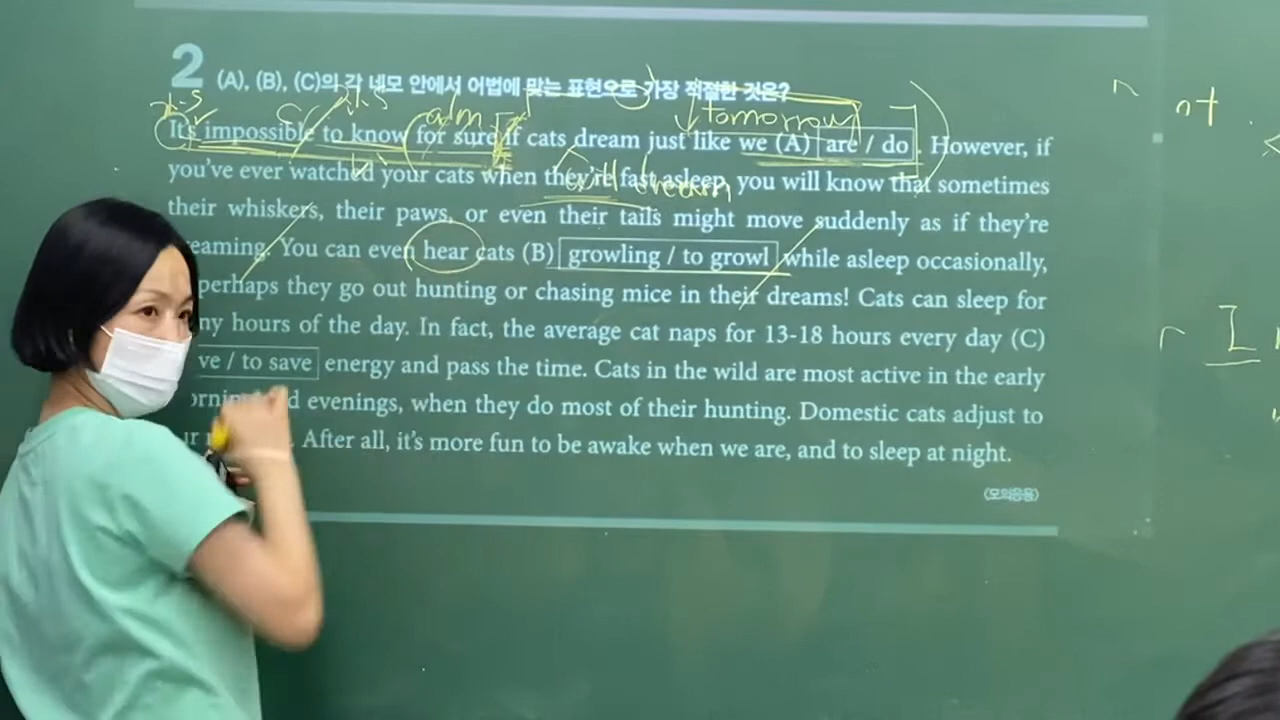 2 (A), (B), (C)의 각 네모 안에서 어법에 맞는 표현으로 가장 적절한 것은?
adm tomorrow
It's impossible to know for sure if cats dream just like we (A) are / do . However, if
will dream
you've ever watched your cats when they're fast asleep, you will know that sometimes
their whiskers, their paws, or even their tails might move suddenly as if they're
eaming. You can even hear cats (B) growling / to growl while asleep occasionally,
perhaps they go out hunting or chasing mice in their dreams! Cats can sleep for
ny hours of the day. In fact, the average cat naps for 13-18 hours every day (C)
ve / to save energy and pass the time. Cats in the wild are most active in the early
evenings, when they do most of their hunting. Domestic cats adjust to
After all, it's more fun to be awake when we are, and to sleep at night.
(모의응용)
nt
I